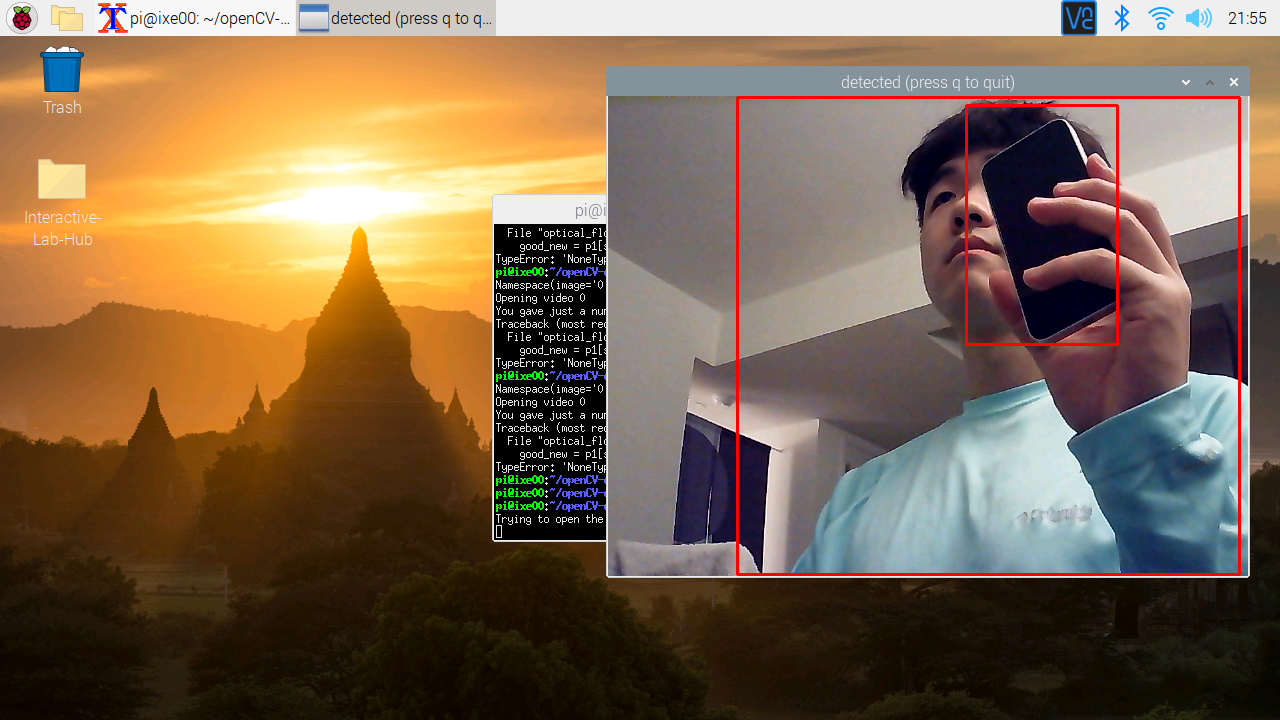 pi@ixe00: ~/openCV-...
detected (press q to q...
VNC
21:55
Trash
Interactive-
Lab-Hub
detected (press q to quit)
pi@i
File "optical_flo
good_new = p1[s
TypeError: 'NoneTyp
pi@ixe00:~/openCV-
Namespace(image='0
Opening video 0
You gave just a nu
Traceback (most rec
File "optical_flo
good_new = p1[s
TypeError: 'NoneTyp
pi@ixe00:~/openCV-
Namespace(image='0
Opening video 0
You gave just a nu
Traceback (most rec
File "optical_flo
good_new = p1[s
TypeError: 'NoneTyp
pi@ixe00:~/openCV-
pi@ixe00:~/openCV-
pi@ixe00:~/openCV-
Trying to open the